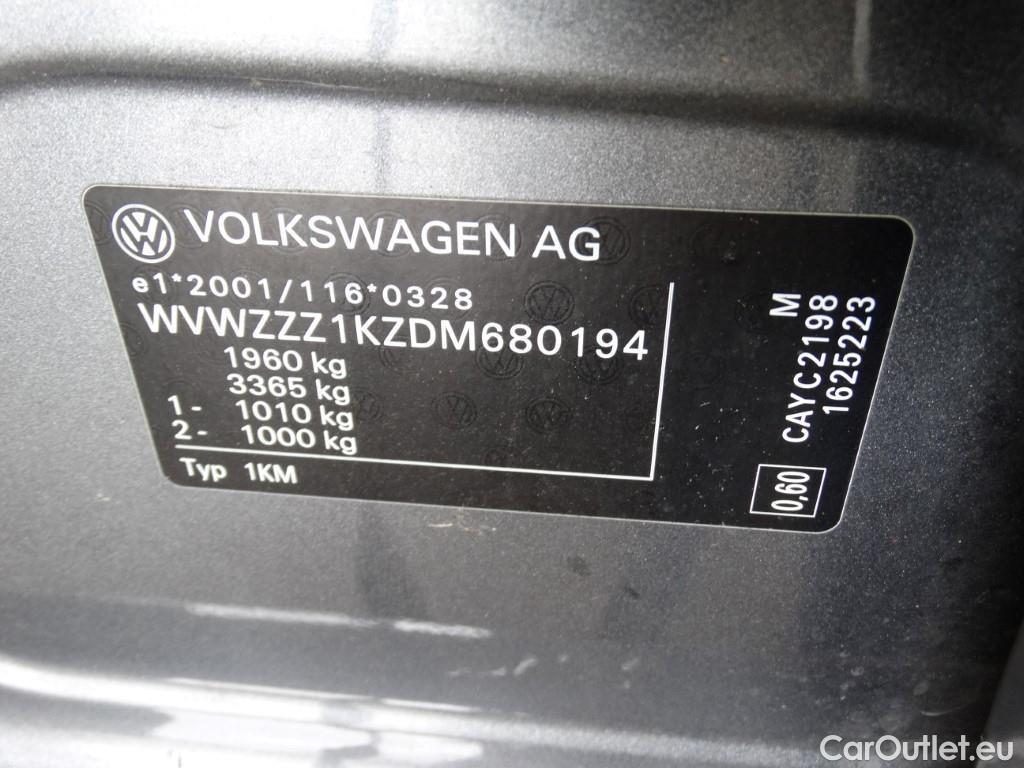 VOLKSWAGEN AG
e1*2001/116*0328
WVWZZZ1KZDM680194
1960 kg
3365 kg
1- 1010 kg
2- 1000 kg
Typ 1KM
M
CAYC2198
1625223
0,60
CarOutlet.eu